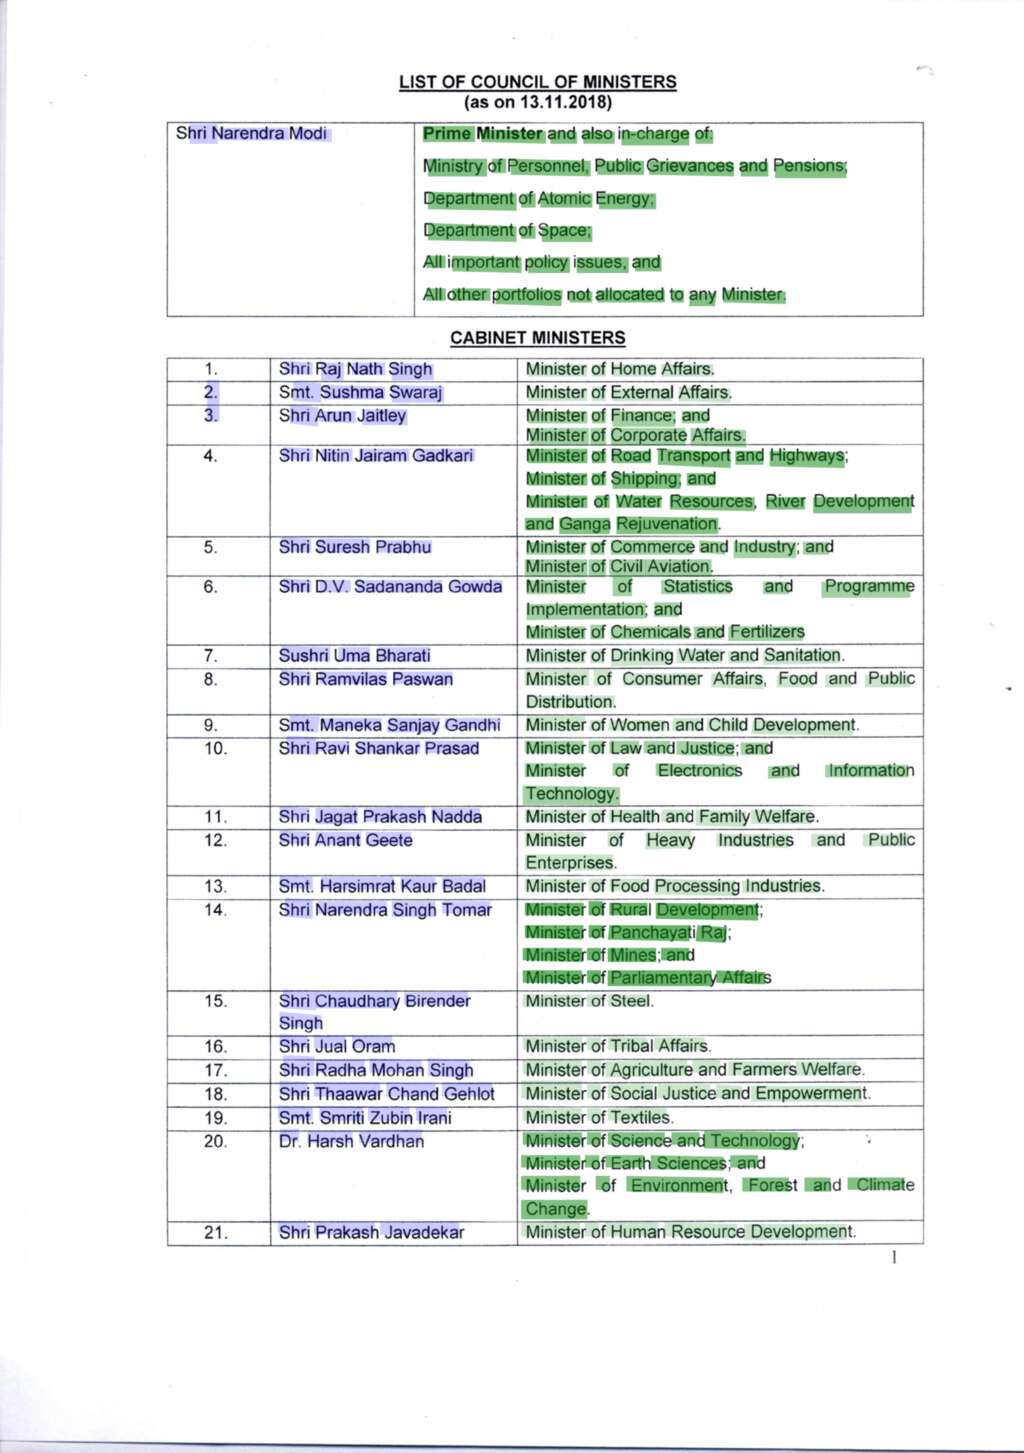 LIST OF COUNCIL OF MINISTERS
(as on 13.11.2018)
Shri Narendra Modi Prime Minister and also in-charge of:
Ministry of Personnel, Public Grievances and Pensions;
Department of Atomic Energy;
Department of Space;
All important policy issues, and
All other portfolios not allocated to any Minister.
CABINET MINISTERS
1. Shri Raj Nath Singh Minister of Home Affairs.
2. Smt. Sushma Swaraj Minister of External Affairs.
3. Shri Arun Jaitley Minister of Finance; and
Minister of Corporate Affairs.
4. Shri Nitin Jairam Gadkari Minister of Road Transport and Highways;
Minister of Shipping; and
Minister of Water Resources, River Development
and Ganga Rejuvenation.
5. Shri Suresh Prabhu Minister of Commerce and Industry; and
Minister of Civil Aviation.
6. Shri D.V. Sadananda Gowda Minister of Statistics and Programme
Implementation; and
Minister of Chemicals and Fertilizers
7. Sushri Uma Bharati Minister of Drinking Water and Sanitation.
8. Shri Ramvilas Paswan Minister of Consumer Affairs, Food and Public
Distribution.
9. Smt. Maneka Sanjay Gandhi Minister of Women and Child Development.
10. Shri Ravi Shankar Prasad Minister of Law and Justice; and
Minister of Electronics and Information
Technology.
11. Shri Jagat Prakash Nadda Minister of Health and Family Welfare.
12. Shri Anant Geete Minister of Heavy Industries and Public
Enterprises.
13. Smt. Harsimrat Kaur Badal Minister of Food Processing Industries.
14. Shri Narendra Singh Tomar Minister of Rural Development;
Minister of Panchayati Raj;
Minister of Mines; and
Minister of Parliamentary Affairs
15. Shri Chaudhary Birender Minister of Steel.
Singh
16. Shri Jual Oram Minister of Tribal Affairs.
17. Shri Radha Mohan Singh Minister of Agriculture and Farmers Welfare.
18. Shri Thaawar Chand Gehlot Minister of Social Justice and Empowerment.
19. Smt. Smriti Zubin Irani Minister of Textiles.
20. Dr. Harsh Vardhan Minister of Science and Technology;
Minister of Earth Sciences; and
Minister of Environment, Forest and Climate
Change.
21. Shri Prakash Javadekar Minister of Human Resource Development.
1